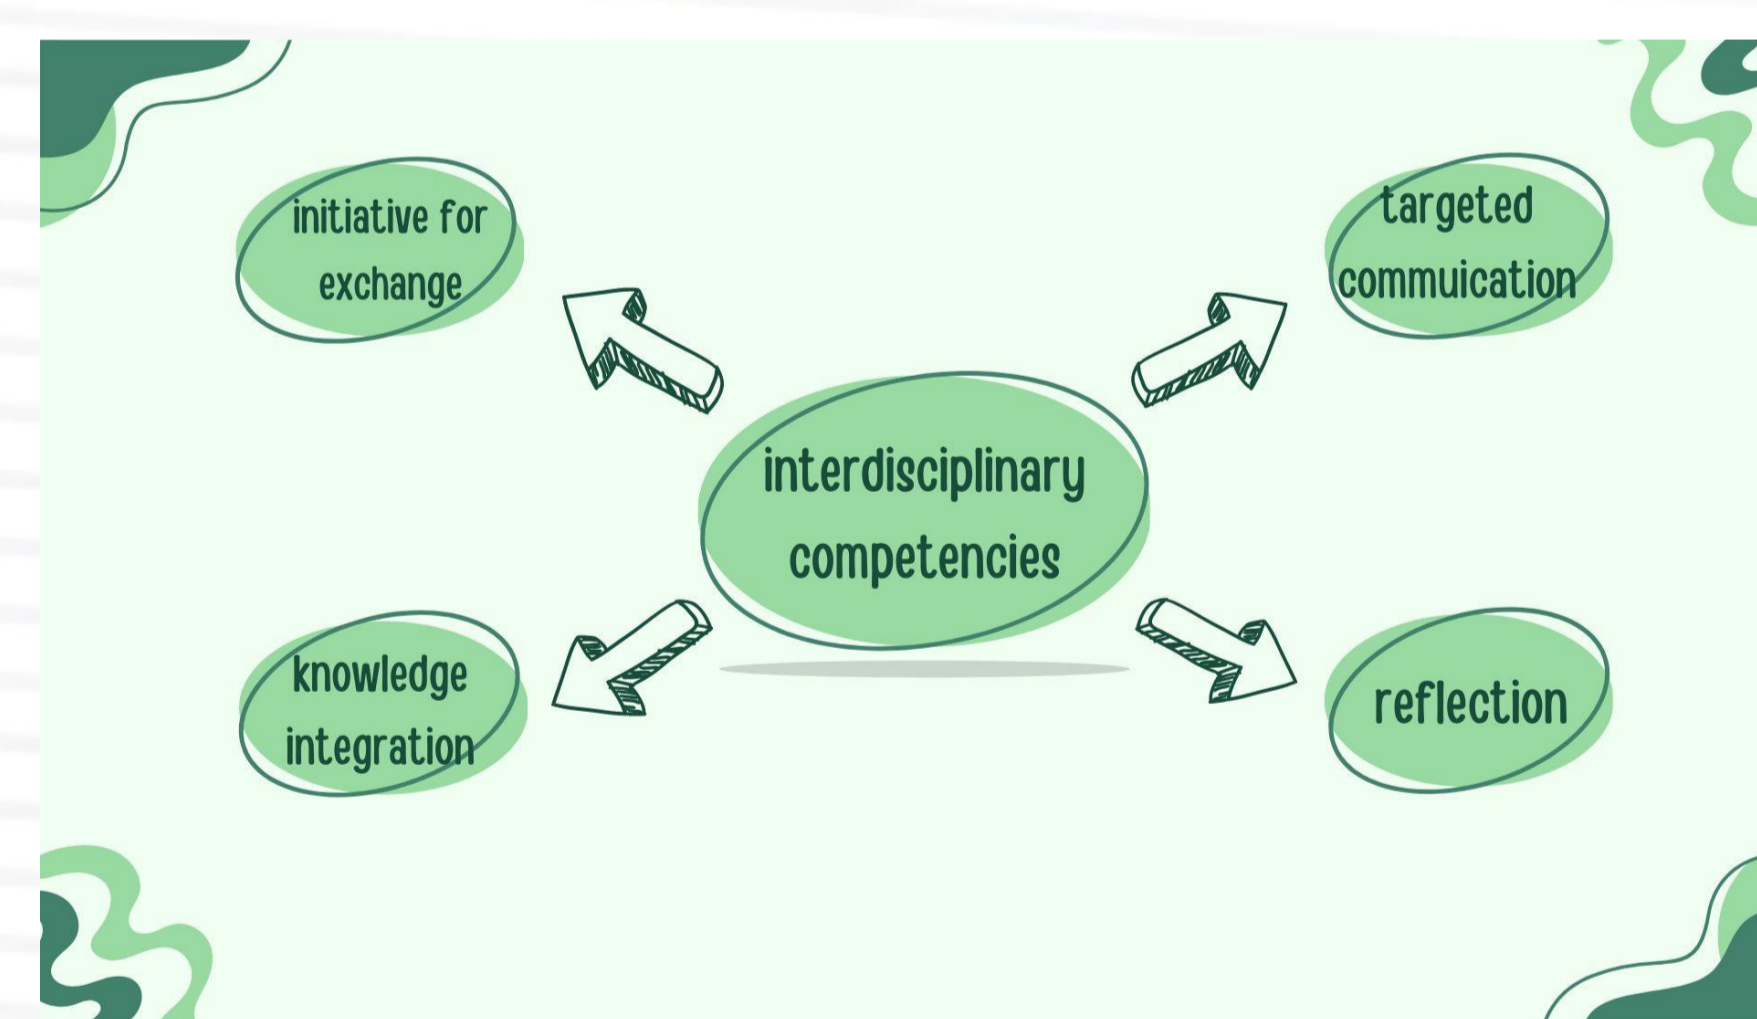 initiative for
exchange
targeted
commuication
interdisciplinary
competencies
knowledge
integration
reflection